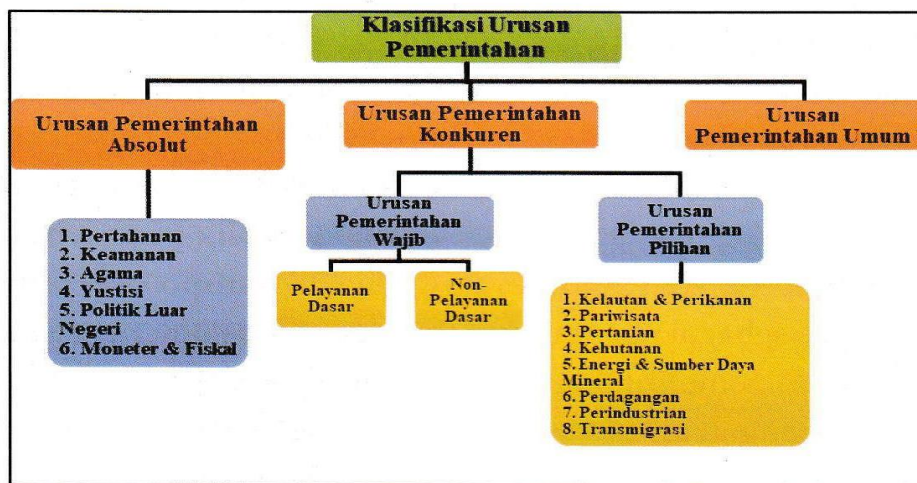 Klasifikasi Urusan
Pemerintahan
Urusan Pemerintahan
Absolut
Urusan Pemerintahan
Konkuren
Urusan
Pemerintahan Umum
1. Pertahanan
2. Keamanan
3. Agama
4. Yustisi
5. Politik Luar
Negeri
6. Moneter & Fiskal
Urusan
Pemerintahan
Wajib
Urusan
Pemerintahan
Pilihan
Pelayanan
Dasar
Non-
Pelayanan
Dasar
1. Kelautan & Perikanan
2. Pariwisata
3. Pertanian
4. Kehutanan
5. Energi & Sumber Daya
Mineral
6. Perdagangan
7. Perindustrian
8. Transmigrasi